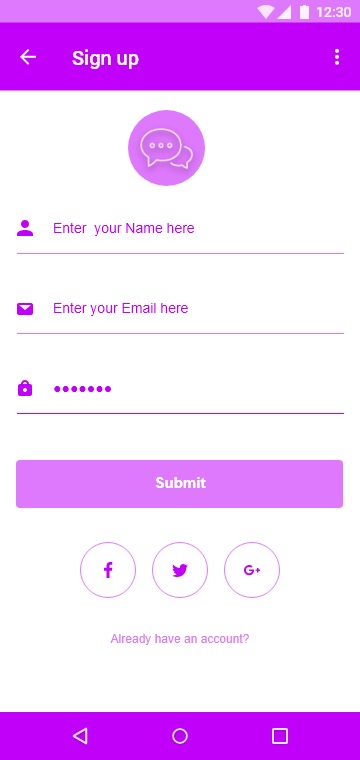 12:30
Sign up
Enter  your Name here
Enter your Email here
Submit
Already have an account?